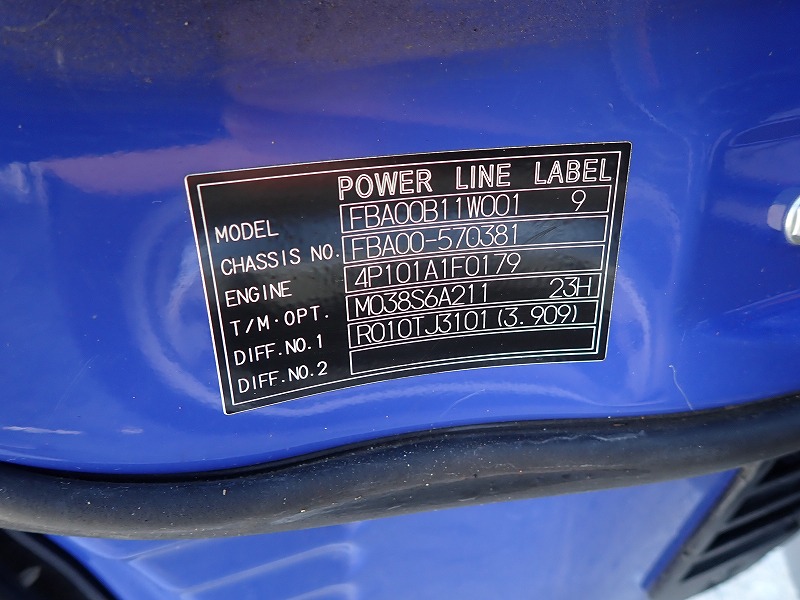 POWER LINE LABEL
MODEL FBA00B11W001 9
CHASSIS NO. FBA00-570381
ENGINE 4P101A1F0179
T/M·OPT. M038S6A211 23H
DIFF.NO.1 R010TJ3101(3.909)
DIFF.NO.2